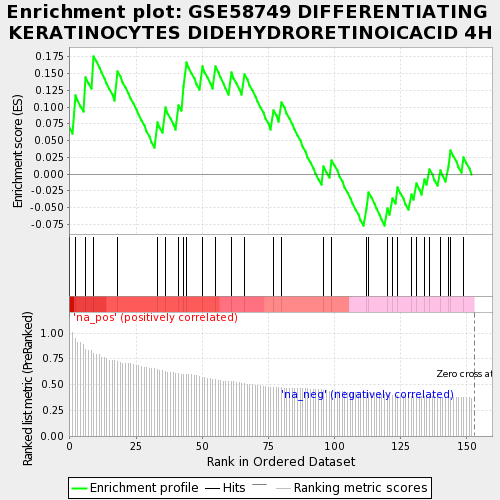 Enrichment plot: GSE58749 DIFFERENTIATING
KERATINOCYTES DIDEHYDRORETINOICACID 4H
Enrichment score (ES)
0.175
0.150
0.125
0.100
0.075
0.050
0.025
0.000
-0.025
-0.050
-0.075
'na_pos' (positively correlated)
Ranked list metric (PreRanked)
1.00
0.75
0.50
0.25
0.00
Zero cross at
'na_neg' (negatively correlated)
0
25
50
75
100
125
150
Rank in Ordered Dataset
Enrichment profile
Hits
Ranking metric scores